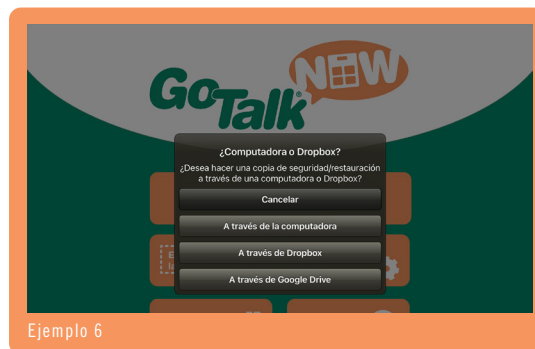 GoTalk NOW
¿Computadora o Dropbox?
¿Desea hacer una copia de seguridad/restauración
a través de una computadora o Dropbox?
Cancelar
A través de la computadora
A través de Dropbox
A través de Google Drive
Ejemplo 6